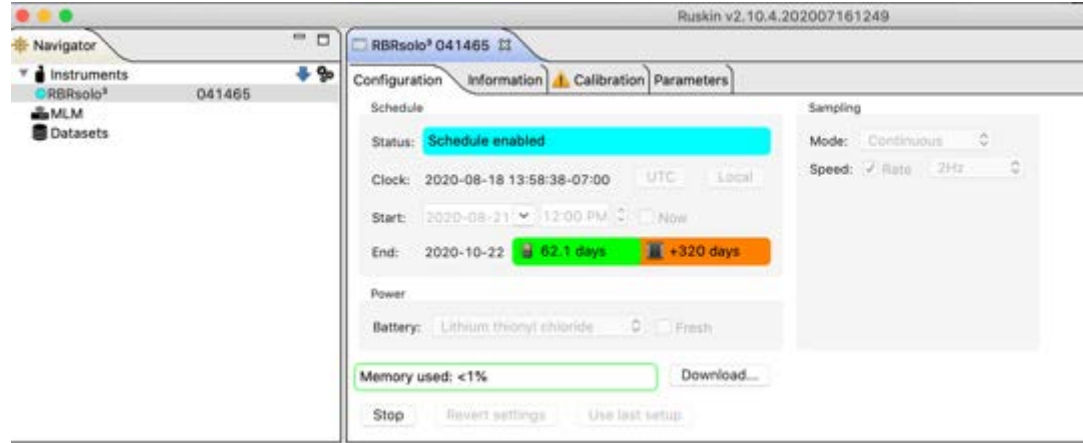 Ruskin v2.10.4.202007161249
Navigator
Instruments
RBRsolo³ 041465
MLM
Datasets
RBRsolo³ 041465
Configuration Information Calibration Parameters
Schedule
Status: Schedule enabled
Clock: 2020-08-18 13:58:38-07:00 UTC Local
Start: 2020-08-21 12:00 PM Now
End: 2020-10-22 62.1 days +320 days
Power
Battery: Lithium thionyl chloride Fresh
Memory used: <1% Download...
Stop Revert settings Use last setup
Sampling
Mode: Continuous
Speed: Rate 2Hz